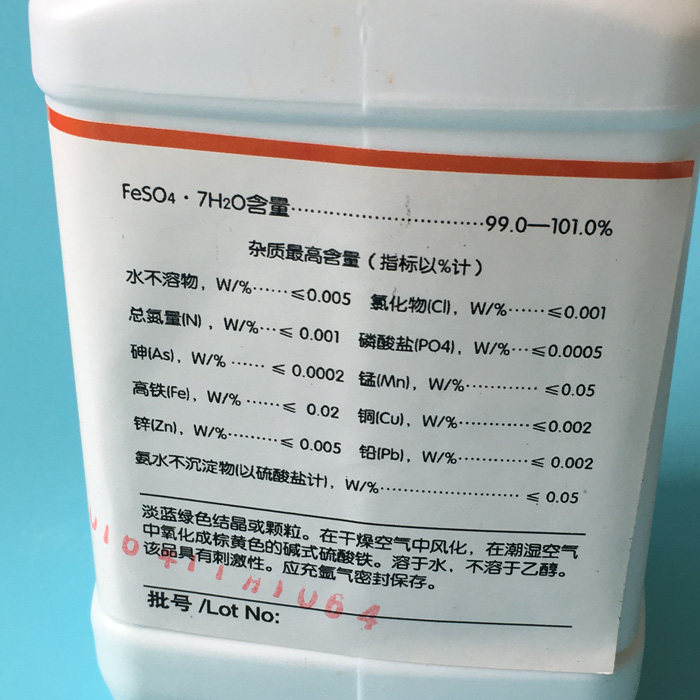 FeSO4·7H2O含量..............................99.0—101.0%
杂质最高含量（指标以%计）
水不溶物，W/%······≤0.005 氯化物(Cl)，W/%······≤0.001
总氮量(N)，W/%···≤ 0.001 磷酸盐(PO4)，W/%···≤0.0005
砷(As)，W/% ······ ≤ 0.0002 锰(Mn)，W/%············≤0.05
高铁(Fe)，W/% ······≤ 0.02 铜(Cu)，W/%············≤0.002
锌(Zn)，W/%·········≤ 0.005 铅(Pb)，W/%············≤ 0.002
氨水不沉淀物(以硫酸盐计)，W/%························ ≤ 0.05
淡蓝绿色结晶或颗粒。在干燥空气中风化，在潮湿空气
中氧化成棕黄色的碱式硫酸铁。溶于水，不溶于乙醇。
该品具有刺激性。应充氩气密封保存。
批号 /Lot No: